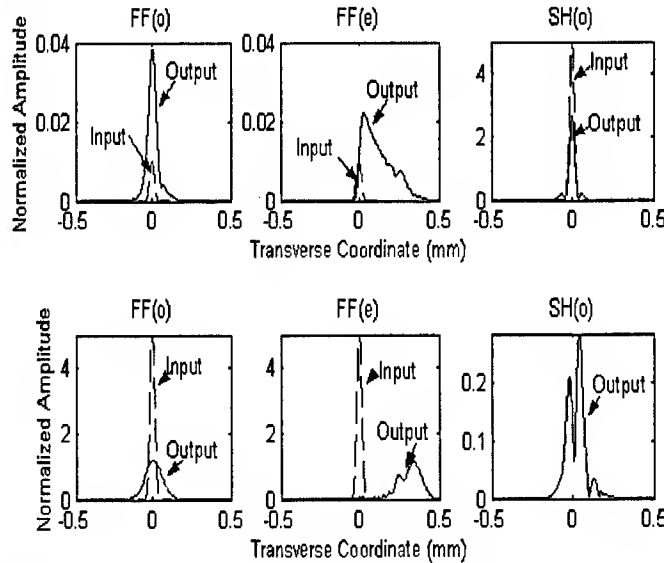 FF(o) FF(e) SH(o)
Normalized Amplitude
0.04 0.04 4
0.02 0.02 2
0 0 0
Output Output Input
Input Input Output
-0.5 0 0.5 -0.5 0 0.5 -0.5 0 0.5
Transverse Coordinate (mm)
FF(o) FF(e) SH(o)
Normalized Amplitude
4 4 0.2
2 2 0.1
0 0 0
Input Input Output
Output Output
-0.5 0 0.5 -0.5 0 0.5 -0.5 0 0.5
Transverse Coordinate (mm)